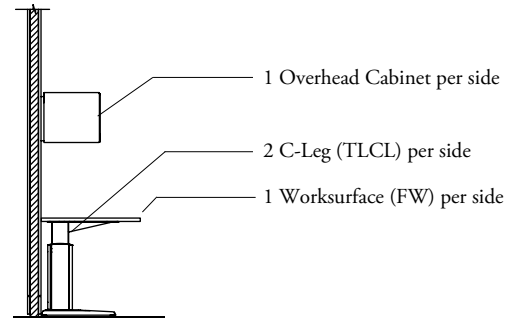 1 Overhead Cabinet per side
2 C-Leg (TLCL) per side
1 Worksurface (FW) per side